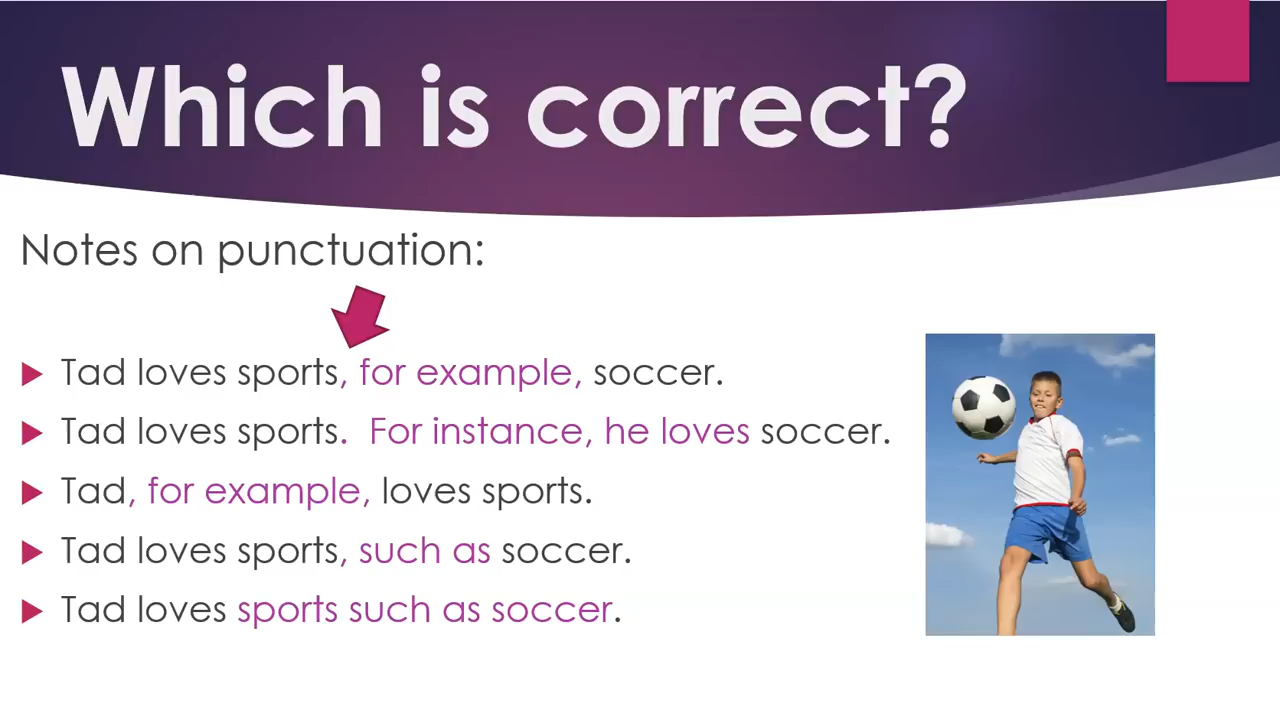 Which is correct?
Notes on punctuation:
Tad loves sports, for example, soccer.
Tad loves sports.  For instance, he loves soccer.
Tad, for example, loves sports.
Tad loves sports, such as soccer.
Tad loves sports such as soccer.